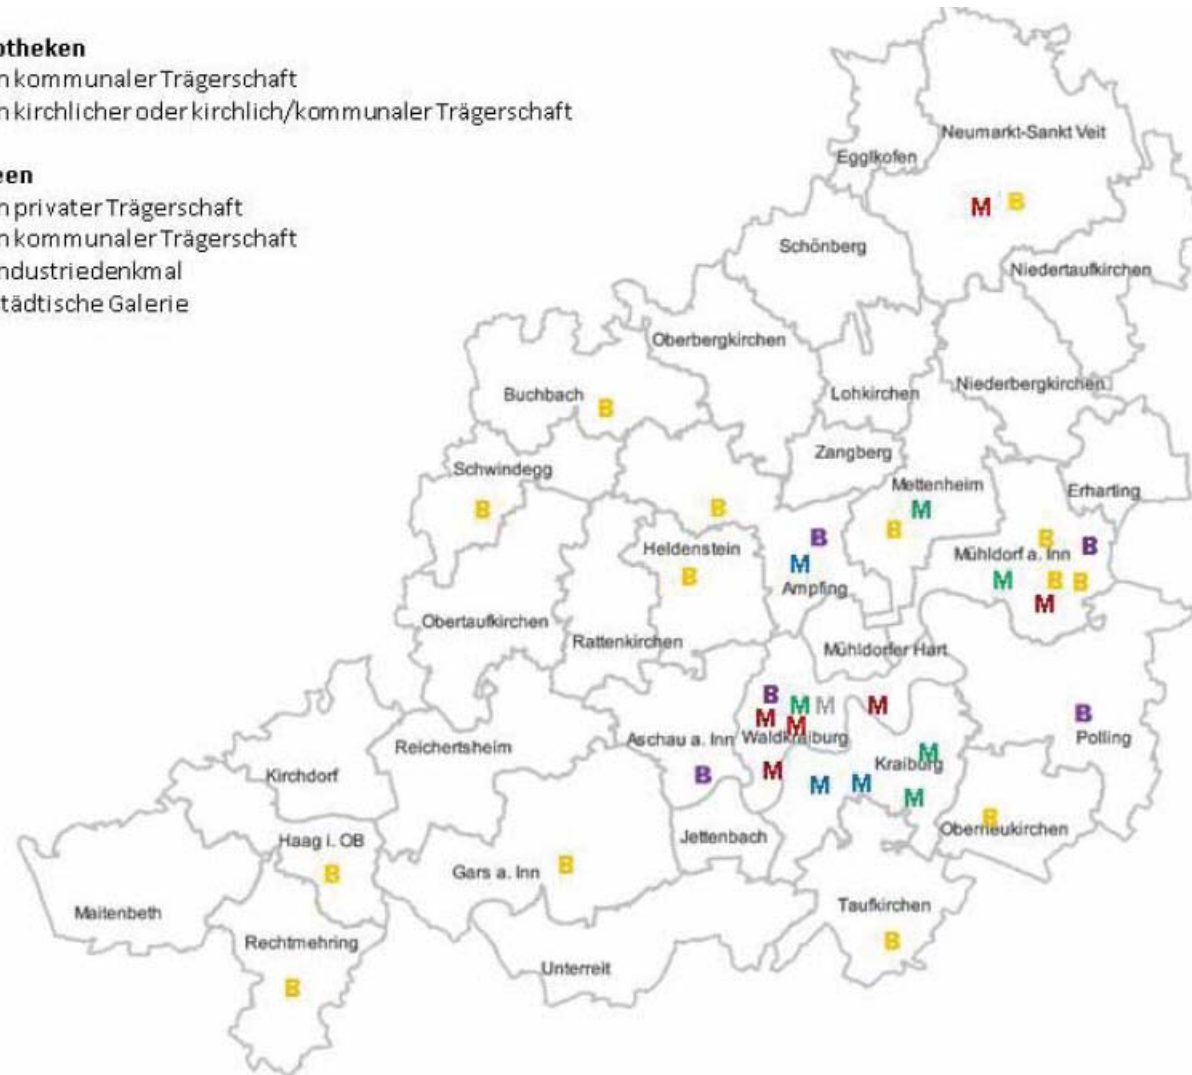 otheken
n kommunaler Trägerschaft
n kirchlicher oder kirchlich/kommunaler Trägerschaft
een
n privater Trägerschaft
n kommunaler Trägerschaft
ndustriedenkmal
tädtische Galerie
Neumarkt-Sankt Veit
Egglkofen
M B
Schönberg
Niedertaufkirchen
Oberbergkirchen
Niederbergkirchen
Buchbach
B
Lohkirchen
Zangberg
Schwindegg
Mettenheim
Erharting
B
B
M
B
B
B
B
Heldenstein
Mühldorf a. Inn
M
B
Ampfing
M
B B
M
Obertaufkirchen
Rattenkirchen
Mühldorfer Hart
B
M M
M
M
M
B
Aschau a. Inn
Waldkraiburg
Polling
Reichertsheim
M
Kraiburg
Kirchdorf
B
M
M
M
M
B
Oberneukirchen
Haag i. OB
Jettenbach
B
Gars a. Inn
B
Maitenbeth
Taufkirchen
B
Rechtmehring
Unterreit
B